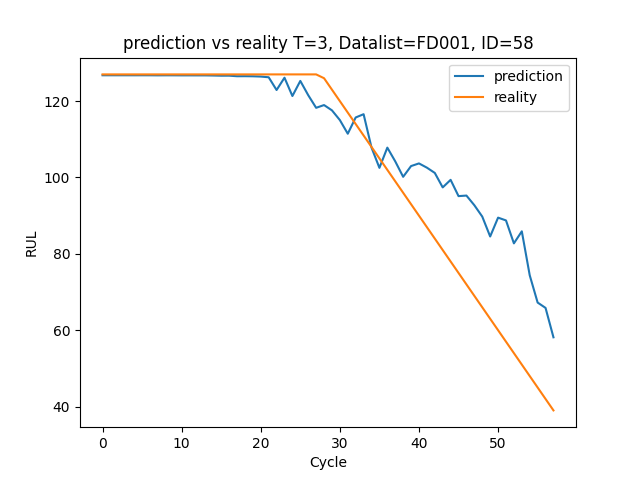 prediction vs reality T=3, Datalist=FD001, ID=58
prediction
reality
120
100
80
60
40
RUL
0 10 20 30 40 50
Cycle